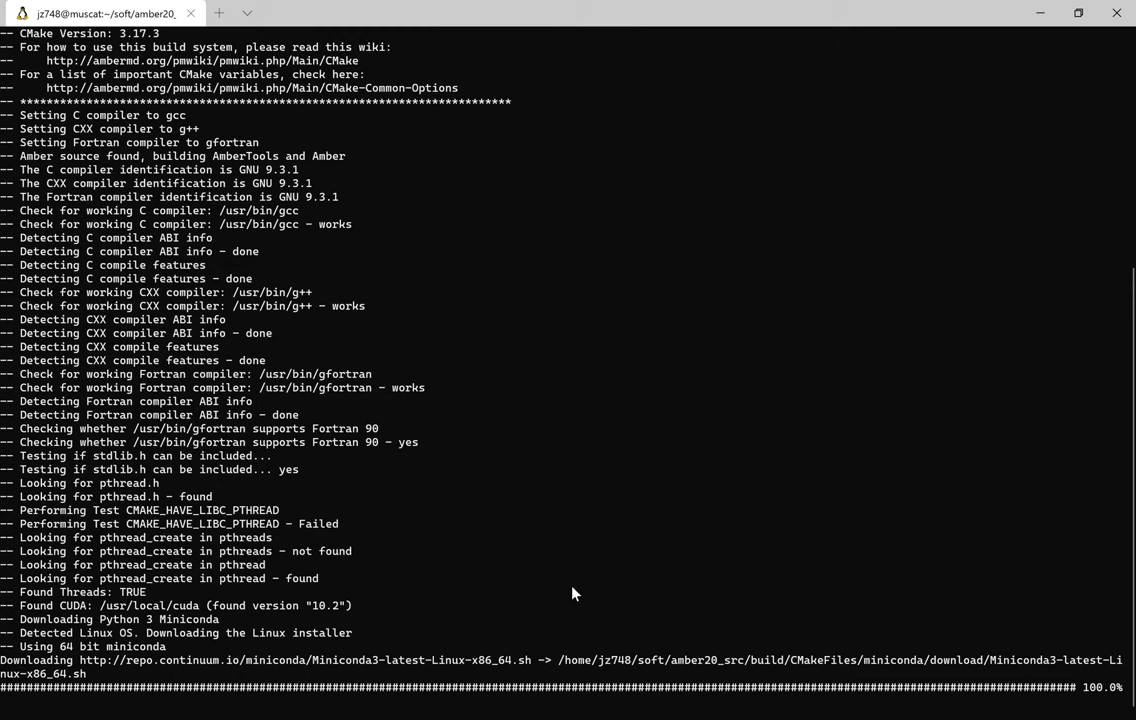 jz748@muscat:~/soft/amber20_
-- CMake Version: 3.17.3
-- For how to use this build system, please read this wiki:
--     http://ambermd.org/pmwiki/pmwiki.php/Main/CMake
-- For a list of important CMake variables, check here:
--     http://ambermd.org/pmwiki/pmwiki.php/Main/CMake-Common-Options
-- **************************************************************************
-- Setting C compiler to gcc
-- Setting CXX compiler to g++
-- Setting Fortran compiler to gfortran
-- Amber source found, building AmberTools and Amber
-- The C compiler identification is GNU 9.3.1
-- The CXX compiler identification is GNU 9.3.1
-- The Fortran compiler identification is GNU 9.3.1
-- Check for working C compiler: /usr/bin/gcc
-- Check for working C compiler: /usr/bin/gcc - works
-- Detecting C compiler ABI info
-- Detecting C compiler ABI info - done
-- Detecting C compile features
-- Detecting C compile features - done
-- Check for working CXX compiler: /usr/bin/g++
-- Check for working CXX compiler: /usr/bin/g++ - works
-- Detecting CXX compiler ABI info
-- Detecting CXX compiler ABI info - done
-- Detecting CXX compile features
-- Detecting CXX compile features - done
-- Check for working Fortran compiler: /usr/bin/gfortran
-- Check for working Fortran compiler: /usr/bin/gfortran - works
-- Detecting Fortran compiler ABI info
-- Detecting Fortran compiler ABI info - done
-- Checking whether /usr/bin/gfortran supports Fortran 90
-- Checking whether /usr/bin/gfortran supports Fortran 90 - yes
-- Testing if stdlib.h can be included...
-- Testing if stdlib.h can be included... yes
-- Looking for pthread.h
-- Looking for pthread.h - found
-- Performing Test CMAKE_HAVE_LIBC_PTHREAD
-- Performing Test CMAKE_HAVE_LIBC_PTHREAD - Failed
-- Looking for pthread_create in pthreads
-- Looking for pthread_create in pthreads - not found
-- Looking for pthread_create in pthread
-- Looking for pthread_create in pthread - found
-- Found Threads: TRUE
-- Found CUDA: /usr/local/cuda (found version "10.2")
-- Downloading Python 3 Miniconda
-- Detected Linux OS. Downloading the Linux installer
-- Using 64 bit miniconda
Downloading http://repo.continuum.io/miniconda/Miniconda3-latest-Linux-x86_64.sh -> /home/jz748/soft/amber20_src/build/CMakeFiles/miniconda/download/Miniconda3-latest-Li
nux-x86_64.sh
################################################################################################################################################################## 100.0%